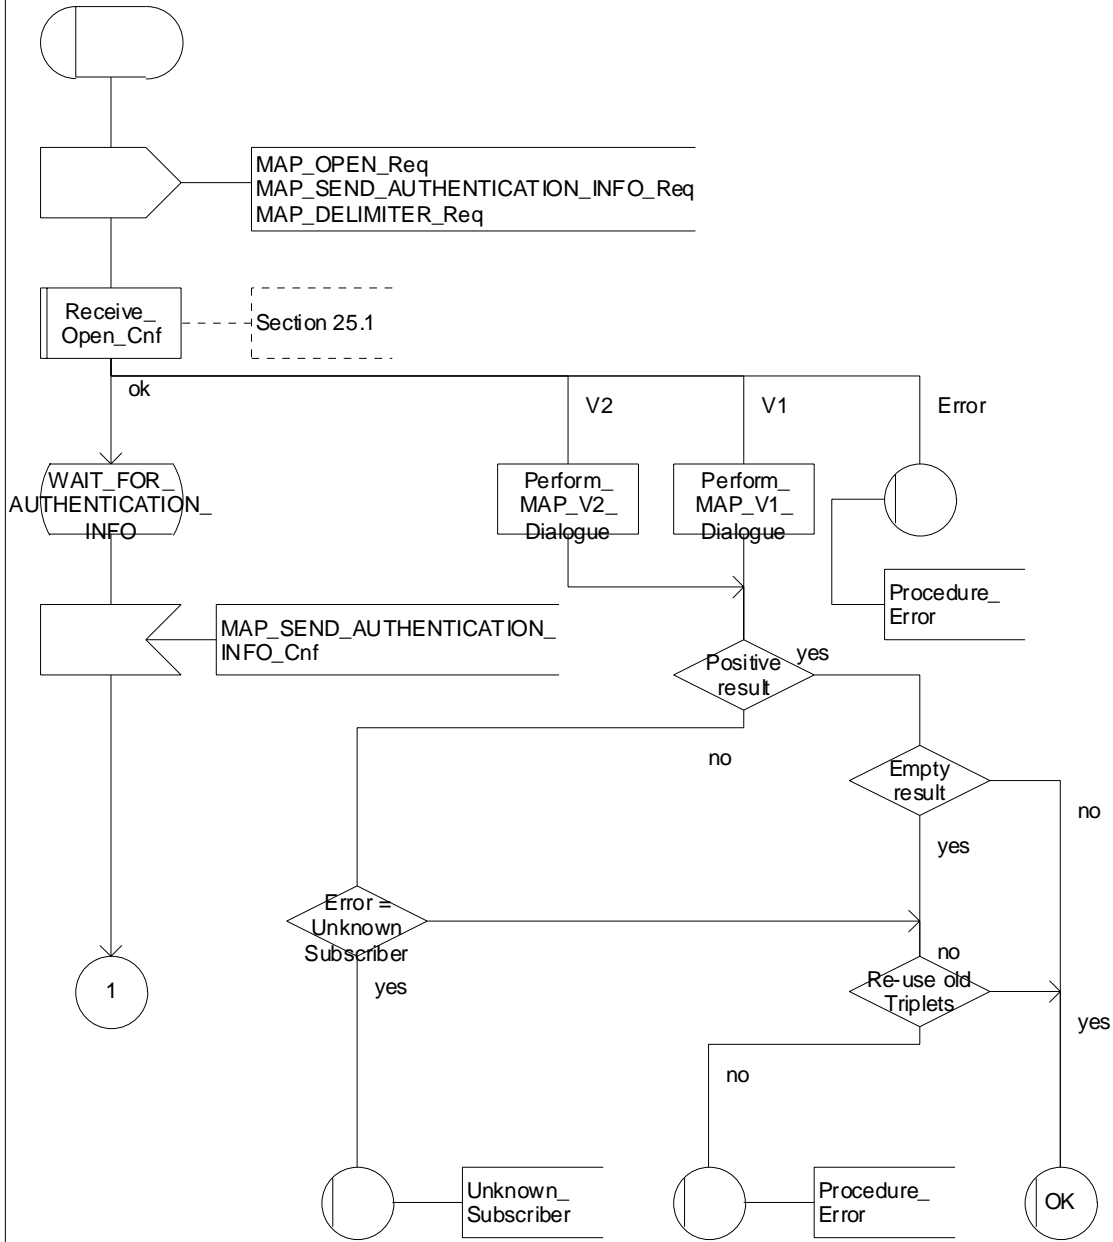 MAP_OPEN_Req
MAP_SEND_AUTHENTICATION_INFO_Req
MAP_DELIMITER_Req
Receive_
Open_Cnf
Section 25.1
ok
V2
V1
Error
WAIT_FOR_
AUTHENTICATION_
INFO
Perform_
MAP_V2_
Dialogue
Perform_
MAP_V1_
Dialogue
Procedure_
Error
MAP_SEND_AUTHENTICATION_
INFO_Cnf
Positive
result
yes
no
Empty
result
no
yes
Error =
Unknown
Subscriber
no
yes
Re-use old
Triplets
yes
1
no
Unknown_
Subscriber
Procedure_
Error
OK